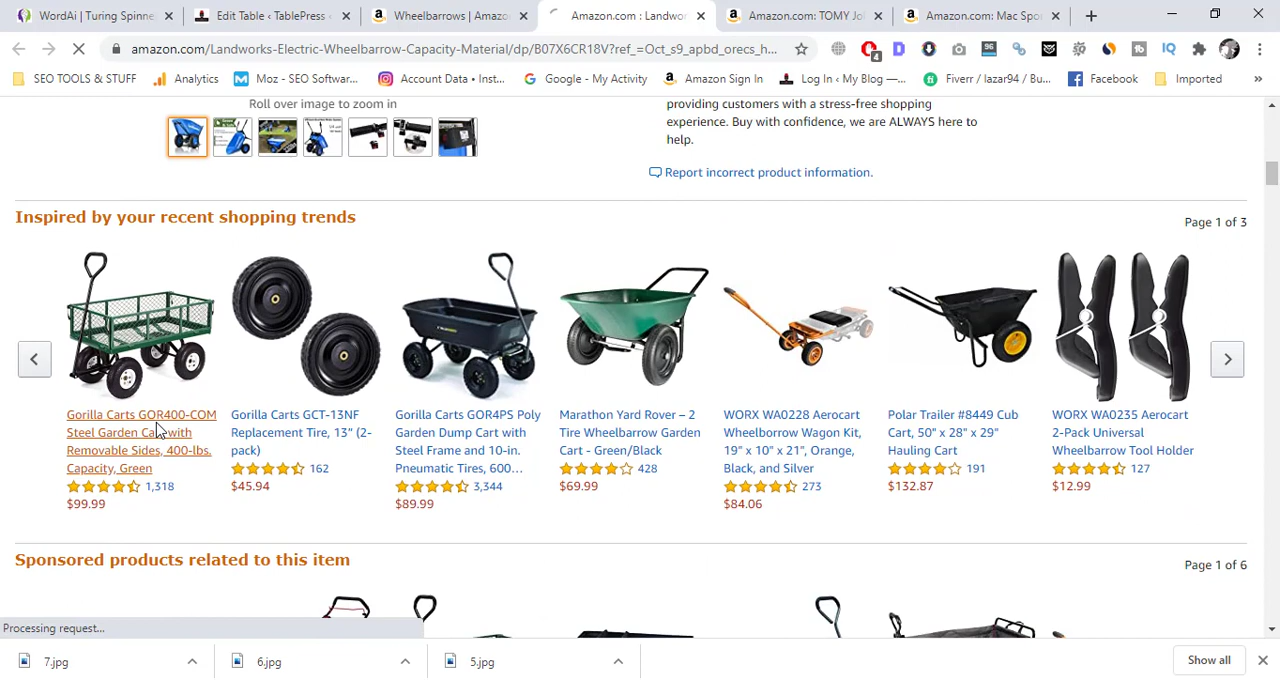 WordAi | Turing Spinne
Edit Table ‹ TablePress ‹
Wheelbarrows | Amazo
Amazon.com : Landwo
Amazon.com: TOMY Jo
Amazon.com: Mac Spo
amazon.com/Landworks-Electric-Wheelbarrow-Capacity-Material/dp/B07X6CR18V?ref_=Oct_s9_apbd_orecs_h...
4
96
IQ
SEO TOOLS & STUFF
Analytics
Moz - SEO Software...
Account Data • Inst...
Google - My Activity
Amazon Sign In
Log In ‹ My Blog —...
Fiverr / lazar94 / Bu...
Facebook
Imported
»
Roll over image to zoom in
providing customers with a stress-free shopping
experience. Buy with confidence, we are ALWAYS here to
help.
Report incorrect product information.
Inspired by your recent shopping trends
Page 1 of 3
Gorilla Carts GOR400-COM
Steel Garden Cart with
Removable Sides, 400-lbs.
Capacity, Green
1,318
$99.99
Gorilla Carts GCT-13NF
Replacement Tire, 13” (2-
pack)
162
$45.94
Gorilla Carts GOR4PS Poly
Garden Dump Cart with
Steel Frame and 10-in.
Pneumatic Tires, 600...
3,344
$89.99
Marathon Yard Rover – 2
Tire Wheelbarrow Garden
Cart - Green/Black
428
$69.99
WORX WA0228 Aerocart
Wheelborrow Wagon Kit,
19" x 10" x 21", Orange,
Black, and Silver
273
$84.06
Polar Trailer #8449 Cub
Cart, 50" x 28" x 29"
Hauling Cart
191
$132.87
WORX WA0235 Aerocart
2-Pack Universal
Wheelbarrow Tool Holder
127
$12.99
Sponsored products related to this item
Page 1 of 6
Processing request...
7.jpg
6.jpg
5.jpg
Show all